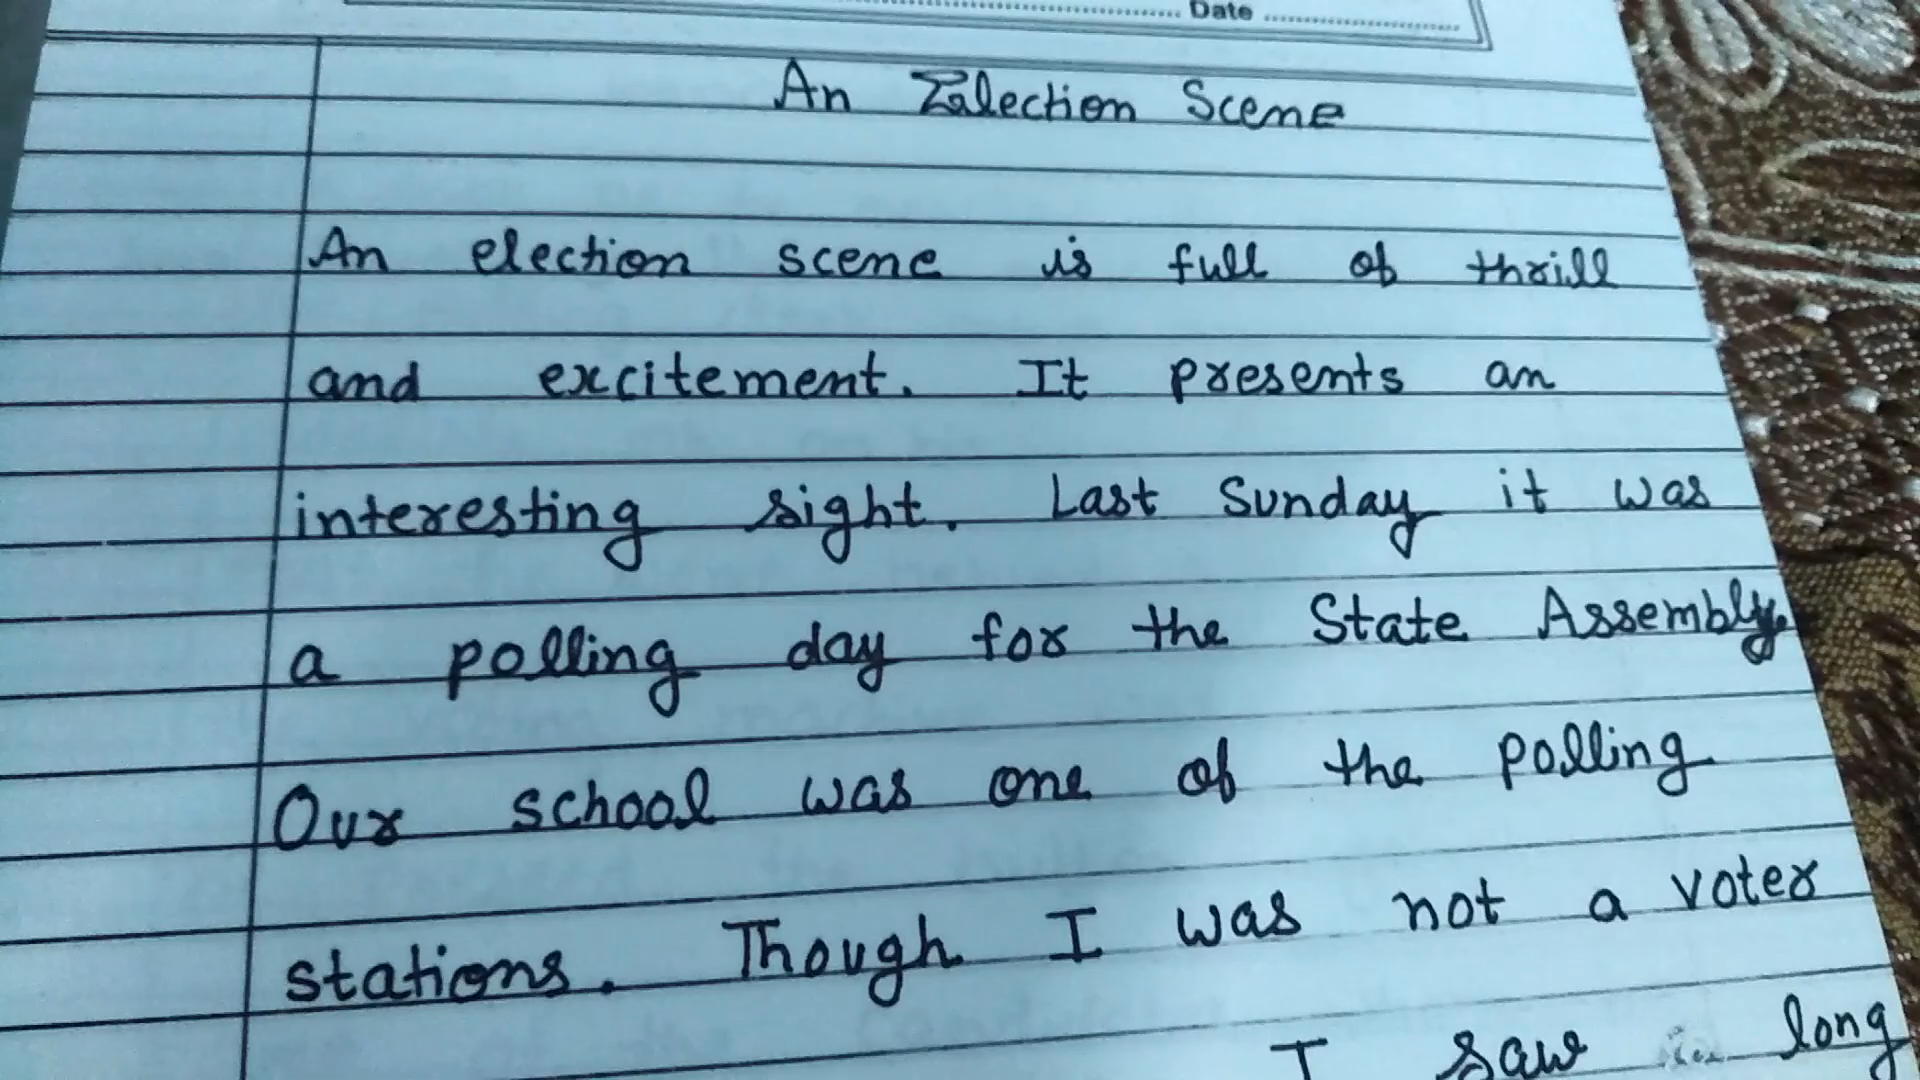 Date
An Election Scene
An election scene is full of thrill
and excitement. It presents an
interesting sight. Last Sunday it was
a polling day for the State Assembly.
Our school was one of the polling
stations. Though I was not a voter
I saw long